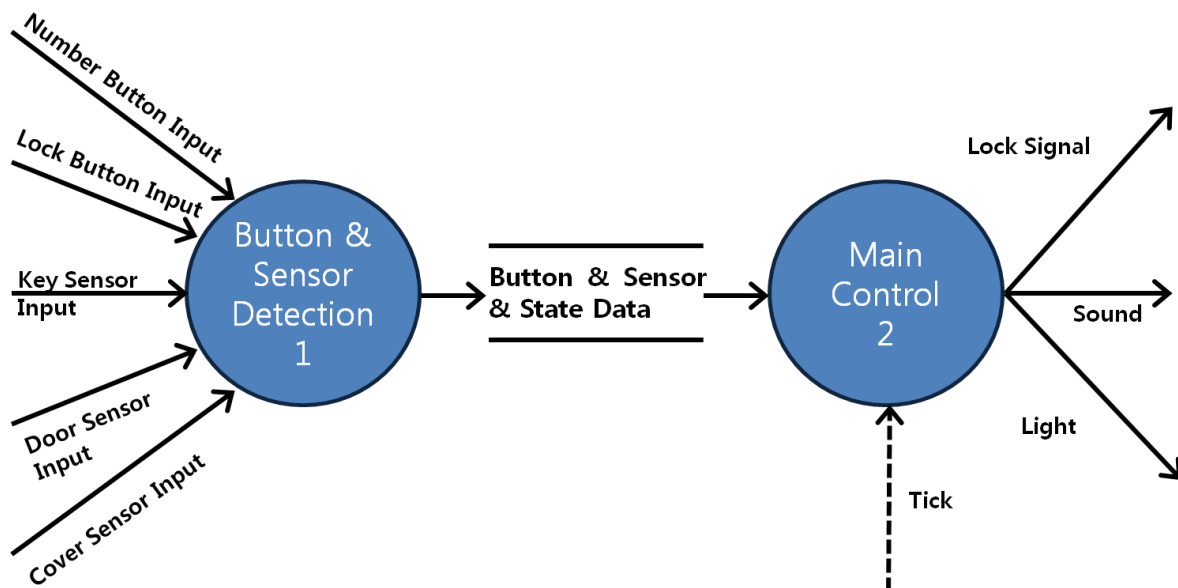 Number Button Input
Lock Button Input
Key Sensor
Input
Door Sensor
Input
Cover Sensor Input
Button &
Sensor
Detection
1
Button & Sensor
& State Data
Main
Control
2
Lock Signal
Sound
Light
Tick